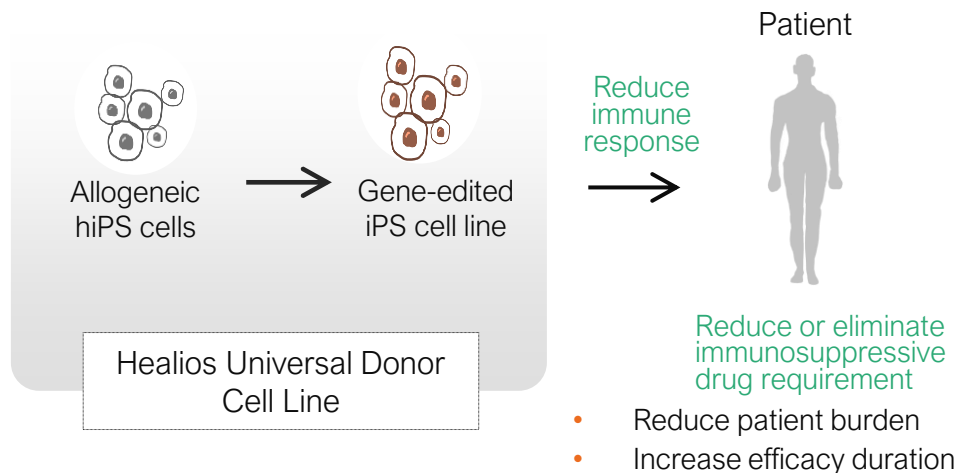 Patient
Reduce
immune
response
Allogeneic
hiPS cells
Gene-edited
iPS cell line
Healios Universal Donor
Cell Line
Reduce or eliminate
immunosuppressive
drug requirement
• Reduce patient burden
• Increase efficacy duration